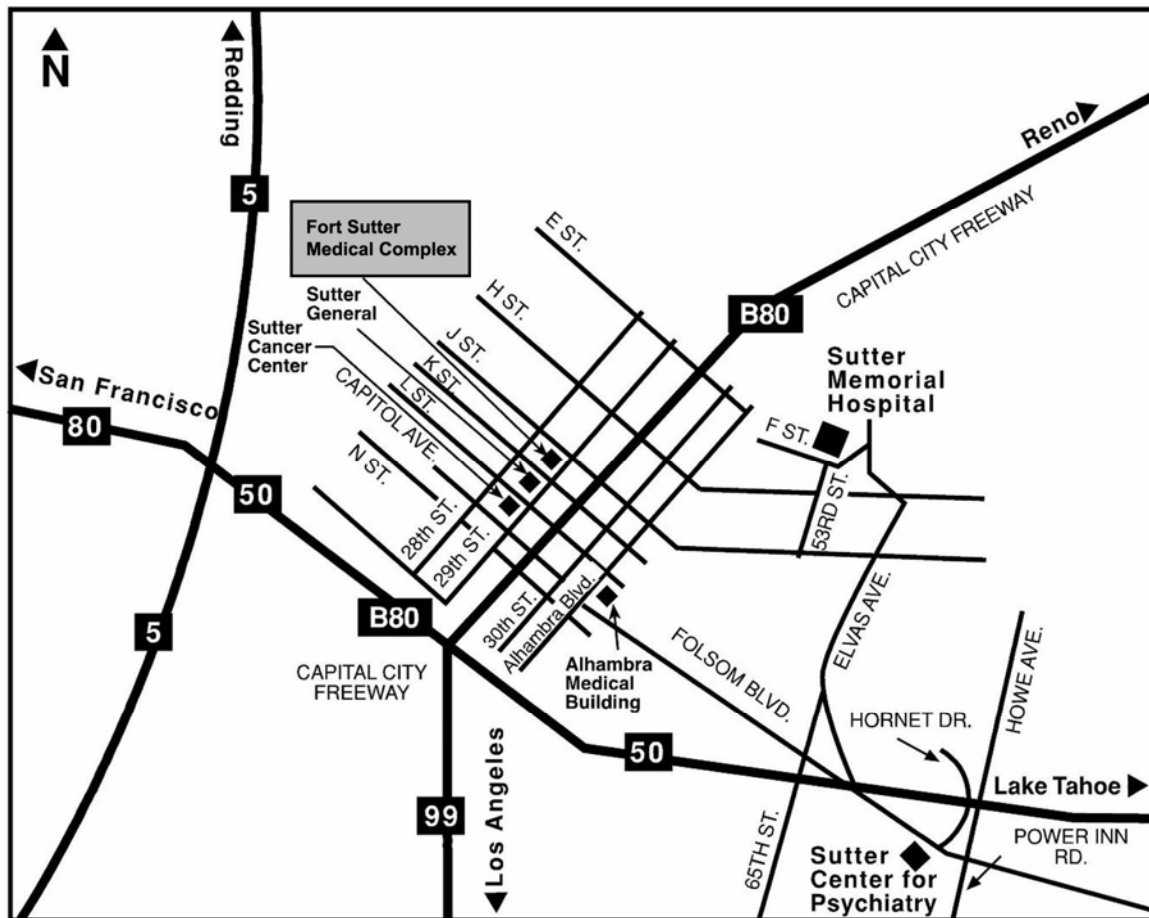 N
Redding
5
Reno
CAPITAL CITY FREEWAY
Fort Sutter
Medical Complex
E ST.
H ST.
B80
Sutter
General
J ST.
Sutter
Cancer
Center
K ST.
L ST.
CAPITOL AVE.
N ST.
San Francisco
80
50
Sutter
Memorial
Hospital
F ST.
53RD ST.
28th ST.
29th ST.
30th ST.
Alhambra Blvd.
5
B80
CAPITAL CITY
FREEWAY
Alhambra
Medical
Building
FOLSOM BLVD.
ELVAS AVE.
HOWE AVE.
HORNET DR.
50
Lake Tahoe
99
Los Angeles
65TH ST.
Sutter
Center for
Psychiatry
POWER INN
RD.